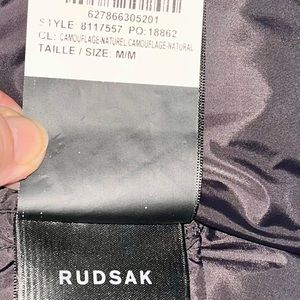 627866305201
STYLE: 8117557 PO:18862
CL: CAMOUFLAGE-NATUREL/CAMOUFLAGE-NATURAL
TAILLE / SIZE: M/M
RUDSAK